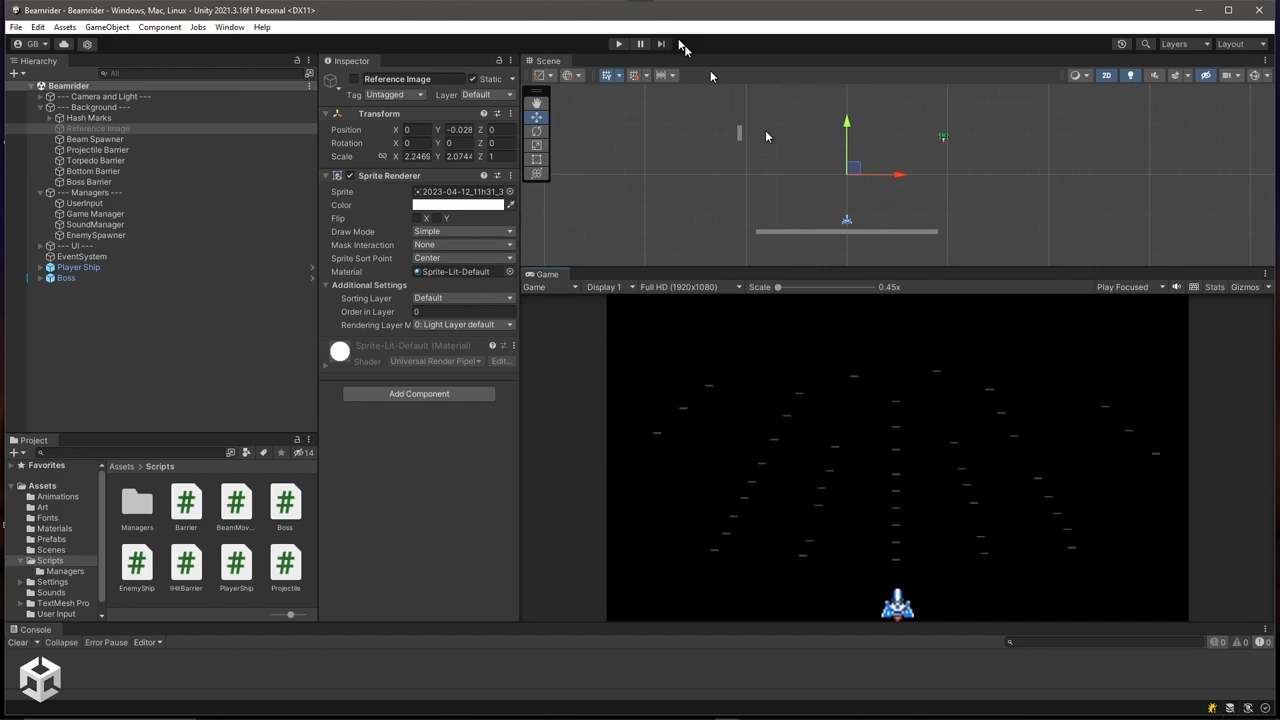 Beamrider - Beamrider - Windows, Mac, Linux - Unity 2021.3.16f1 Personal <DX11>
File Edit Assets GameObject Component Jobs Window Help
GB
Layers Layout
Hierarchy
All
Beamrider
--- Camera and Light ---
--- Background ---
Hash Marks
Reference Image
Beam Spawner
Projectile Barrier
Torpedo Barrier
Bottom Barrier
Boss Barrier
--- Managers ---
UserInput
Game Manager
SoundManager
EnemySpawner
--- UI ---
EventSystem
Player Ship
Boss
Inspector
Reference Image Static
Tag Untagged Layer Default
Transform
Position X 0 Y -0.028 Z 0
Rotation X 0 Y 0 Z 0
Scale X 2.2469 Y 2.0744 Z 1
Sprite Renderer
Sprite 2023-04-12_11h31_3
Color
Flip X Y
Draw Mode Simple
Mask Interaction None
Sprite Sort Point Center
Material Sprite-Lit-Default
Additional Settings
Sorting Layer Default
Order in Layer 0
Rendering Layer M 0: Light Layer default
Sprite-Lit-Default (Material)
Shader Universal Render Pipel Edit...
Add Component
Scene
2D
Game
Game Display 1 Full HD (1920x1080) Scale 0.45x Play Focused Stats Gizmos
Project
14
Favorites
Assets
Animations
Art
Fonts
Materials
Prefabs
Scenes
Scripts
Managers
Settings
Sounds
TextMesh Pro
User Input
Assets > Scripts
Managers Barrier BeamMov... Boss
EnemyShip IHitBarrier PlayerShip Projectile
Console
Clear Collapse Error Pause Editor
0 0 0